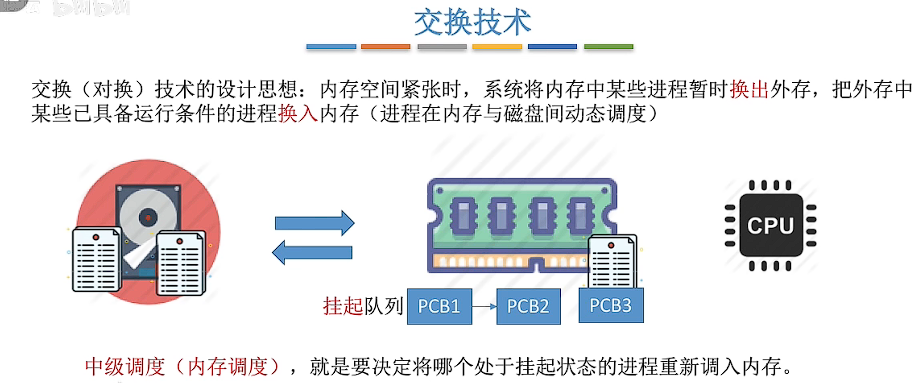 交换技术
交换（对换）技术的设计思想：内存空间紧张时，系统将内存中某些进程暂时换出外存，把外存中
某些已具备运行条件的进程换入内存（进程在内存与磁盘间动态调度）
CPU
挂起队列 PCB1 PCB2 PCB3
中级调度（内存调度），就是要决定将哪个处于挂起状态的进程重新调入内存。